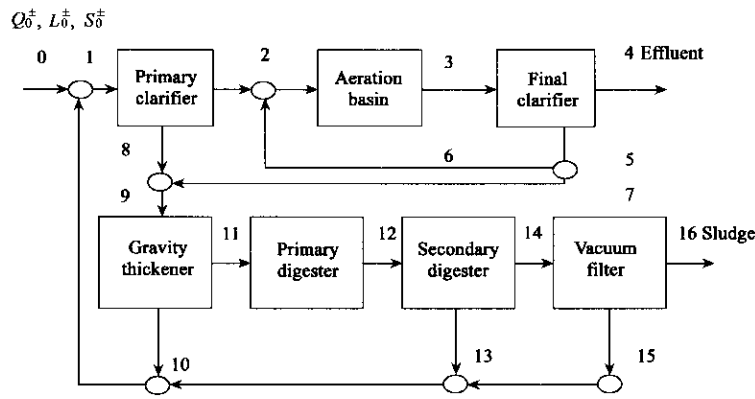 Q₀±, L₀±, S₀±
0 1 2 3 4 Effluent
Primary clarifier
Aeration basin
Final clarifier
8 6 5
9 7
11 12 14 16 Sludge
Gravity thickener
Primary digester
Secondary digester
Vacuum filter
10 13 15